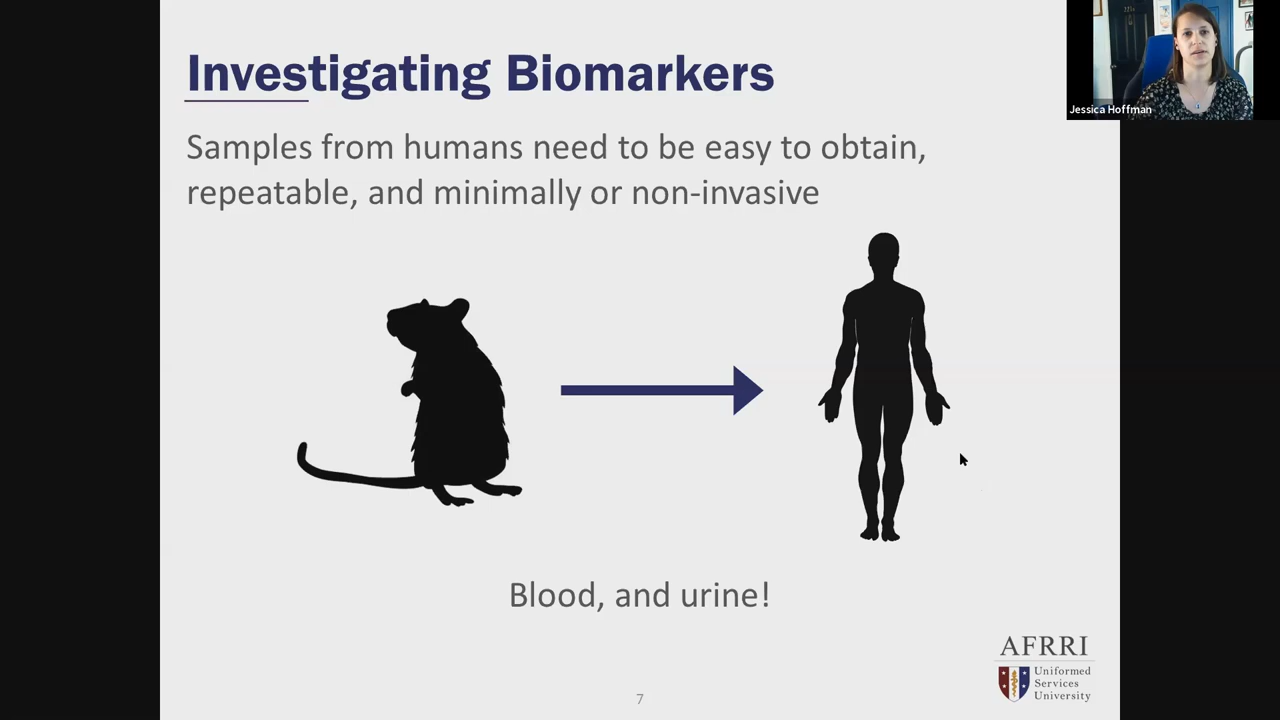 Investigating Biomarkers
Jessica Hoffman
Samples from humans need to be easy to obtain,
repeatable, and minimally or non-invasive
Blood, and urine!
AFRRI
Uniformed
Services
University
7